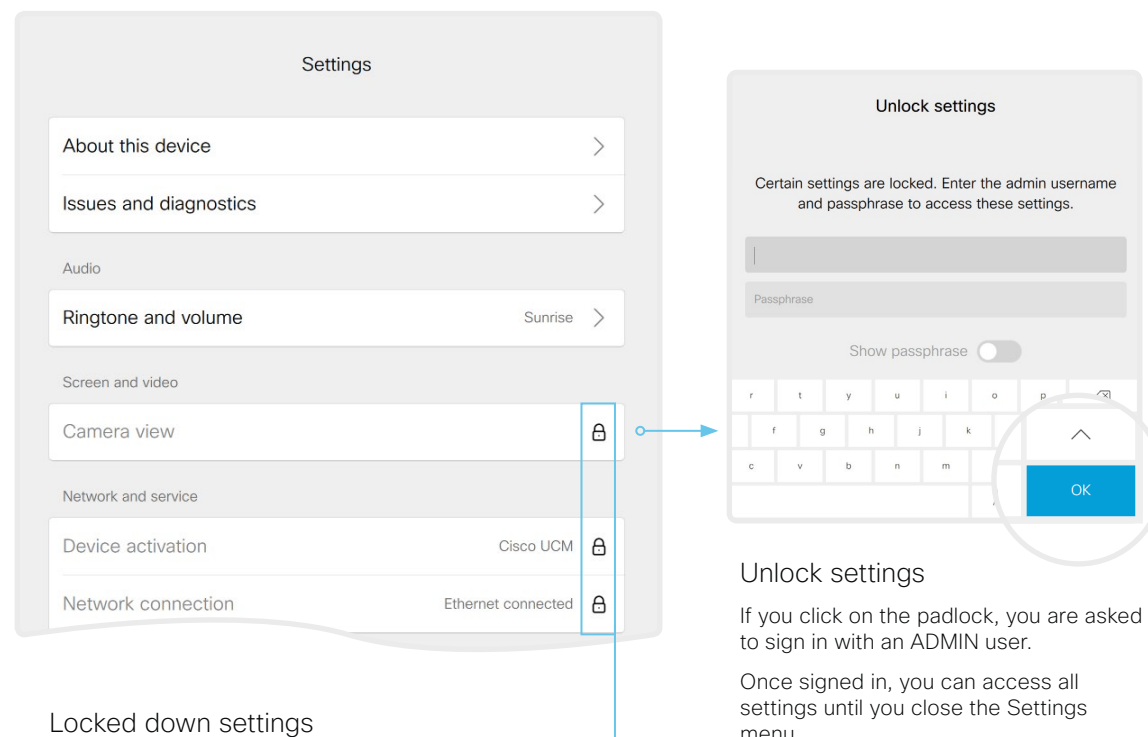 Settings
About this device
Issues and diagnostics
Audio
Ringtone and volume Sunrise
Screen and video
Camera view
Network and service
Device activation Cisco UCM
Network connection Ethernet connected
Locked down settings
Unlock settings
Certain settings are locked. Enter the admin username
and passphrase to access these settings.
Passphrase
Show passphrase
r t y u i o p
f g h j k
c v b n m
OK
Unlock settings
If you click on the padlock, you are asked
to sign in with an ADMIN user.
Once signed in, you can access all
settings until you close the Settings
menu